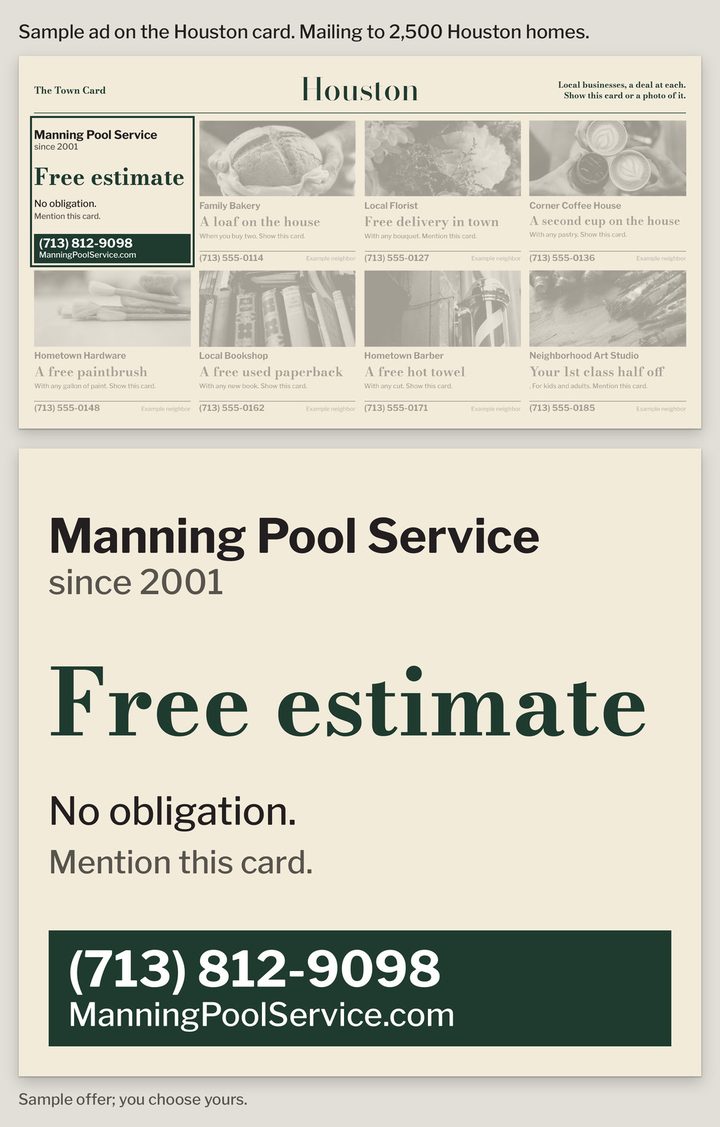 Sample ad on the Houston card. Mailing to 2,500 Houston homes.
The Town Card
Houston
Local businesses, a deal at each.
Show this card or a photo of it.
Manning Pool Service
since 2001
Free estimate
No obligation.
Mention this card.
(713) 812-9098
ManningPoolService.com
Family Bakery
A loaf on the house
When you buy two. Show this card.
(713) 555-0114
Example neighbor
Local Florist
Free delivery in town
With any bouquet. Mention this card.
(713) 555-0127
Example neighbor
Corner Coffee House
A second cup on the house
With any pastry. Show this card.
(713) 555-0136
Example neighbor
Hometown Hardware
A free paintbrush
With any gallon of paint. Show this card.
(713) 555-0148
Example neighbor
Local Bookshop
A free used paperback
With any new book. Show this card.
(713) 555-0162
Example neighbor
Hometown Barber
A free hot towel
With any cut. Show this card.
(713) 555-0171
Example neighbor
Neighborhood Art Studio
Your 1st class half off
For kids and adults. Mention this card.
(713) 555-0185
Example neighbor
Manning Pool Service
since 2001
Free estimate
No obligation.
Mention this card.
(713) 812-9098
ManningPoolService.com
Sample offer; you choose yours.